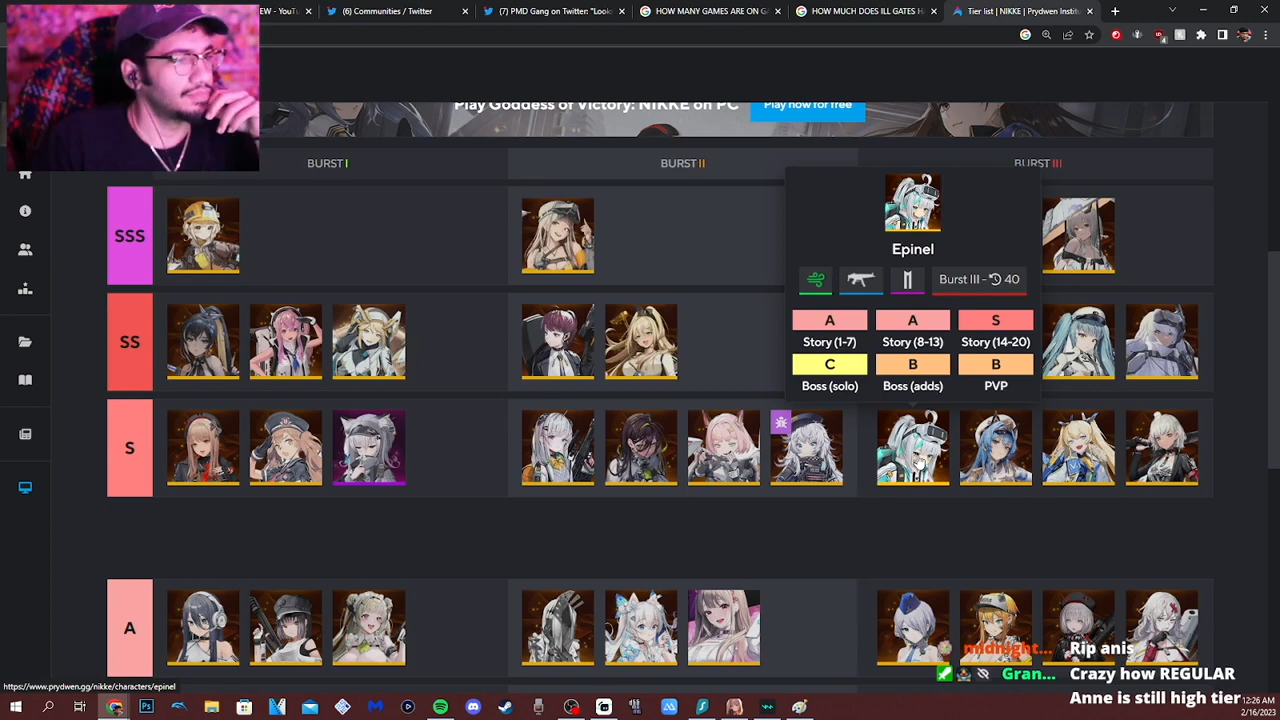 EW - YouTu
(6) Communities / Twitter
(7) PMD Gang on Twitter: "Look
HOW MANY GAMES ARE ON G
HOW MUCH DOES ILL GATES H
Tier list | NIKKE | Prydwen Institu
Play Goddess of Victory: NIKKE on PC
Play now for free
BURST I
BURST II
BURST III
SSS
Epinel
Burst III - 40
A
A
S
Story (1-7)
Story (8-13)
Story (14-20)
C
B
B
Boss (solo)
Boss (adds)
PVP
SS
S
A
midnight...
Rip anis
Gran...
Crazy how REGULAR
Anne is still high tier
https://www.prydwen.gg/nikke/characters/epinel
12:26 AM
2/16/2023